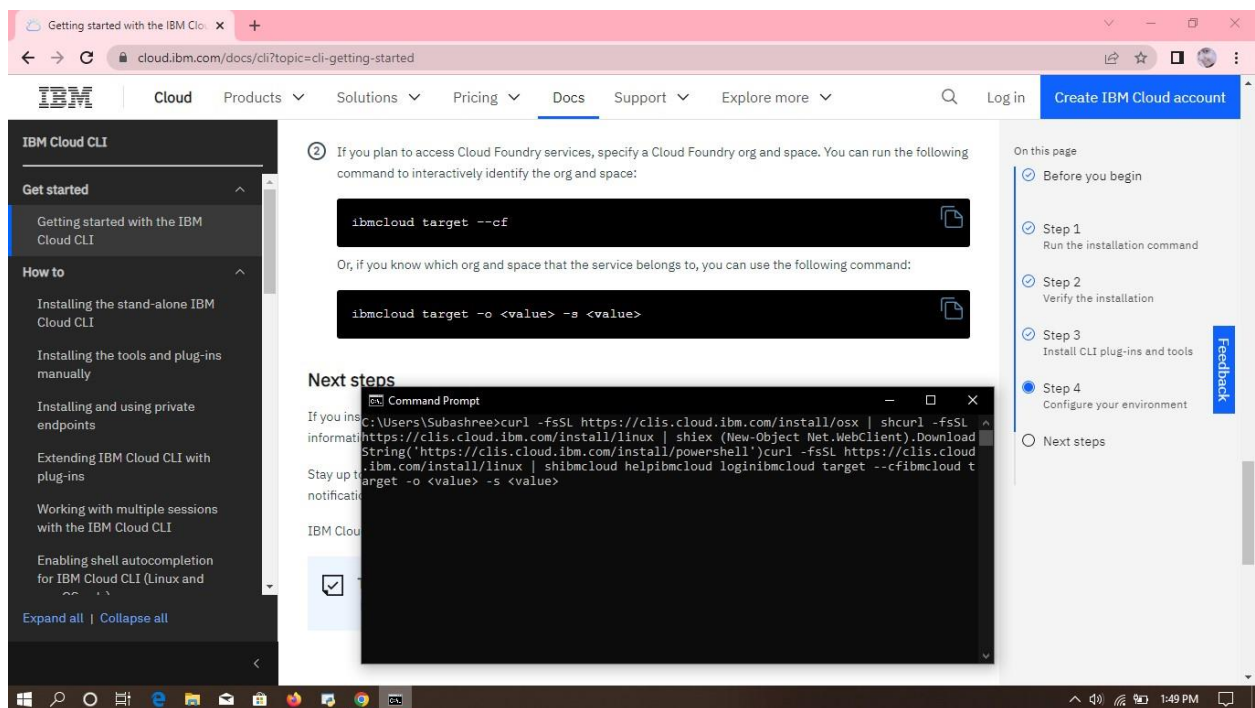 Getting started with the IBM Clo
cloud.ibm.com/docs/cli?topic=cli-getting-started
IBM Cloud Products Solutions Pricing Docs Support Explore more Log in Create IBM Cloud account
IBM Cloud CLI
Get started
Getting started with the IBM
Cloud CLI
How to
Installing the stand-alone IBM
Cloud CLI
Installing the tools and plug-ins
manually
Installing and using private
endpoints
Extending IBM Cloud CLI with
plug-ins
Working with multiple sessions
with the IBM Cloud CLI
Enabling shell autocompletion
for IBM Cloud CLI (Linux and
Expand all | Collapse all
2 If you plan to access Cloud Foundry services, specify a Cloud Foundry org and space. You can run the following
command to interactively identify the org and space:
ibmcloud target --cf
Or, if you know which org and space that the service belongs to, you can use the following command:
ibmcloud target -o <value> -s <value>
Next steps
If you ins
informati
Stay up t
notificati
IBM Clou
Command Prompt
C:\Users\Subashree>curl -fsSL https://clis.cloud.ibm.com/install/osx | shcurl -fsSL
https://clis.cloud.ibm.com/install/linux | shiex (New-Object Net.WebClient).Download
String('https://clis.cloud.ibm.com/install/powershell')curl -fsSL https://clis.cloud
.ibm.com/install/linux | shibmcloud helpibmcloud loginibmcloud target --cfibmcloud t
arget -o <value> -s <value>
On this page
Before you begin
Step 1
Run the installation command
Step 2
Verify the installation
Step 3
Install CLI plug-ins and tools
Step 4
Configure your environment
Next steps
Feedback
1:49 PM